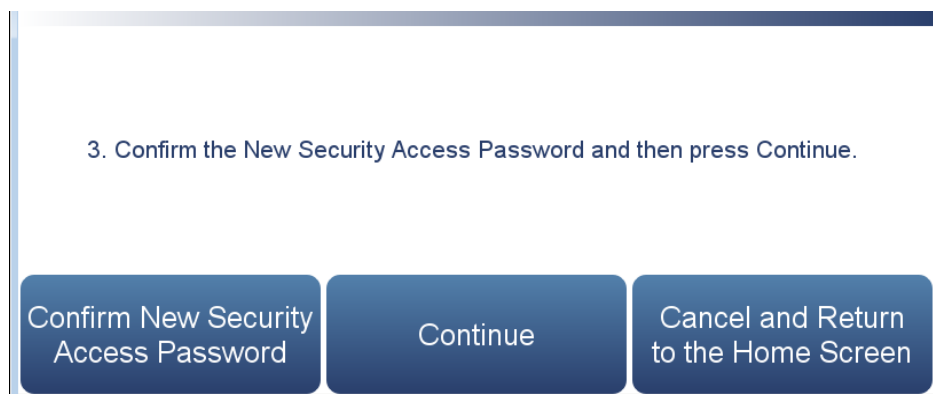 3. Confirm the New Security Access Password and then press Continue.
Confirm New Security
Access Password
Continue
Cancel and Return
to the Home Screen